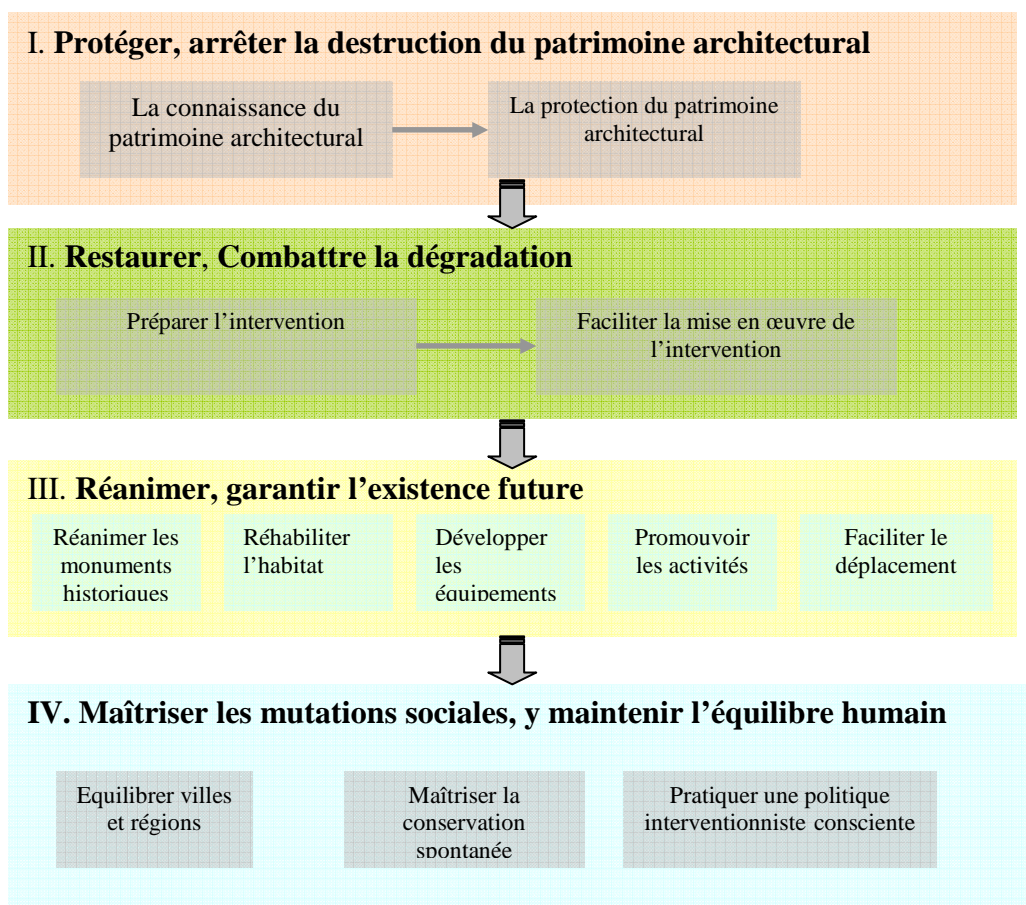 I. Protéger, arrêter la destruction du patrimoine architectural
La connaissance du
patrimoine architectural
La protection du patrimoine
architectural
II. Restaurer, Combattre la dégradation
Préparer l’intervention
Faciliter la mise en œuvre de
l’intervention
III. Réanimer, garantir l’existence future
Réanimer les
monuments
historiques
Réhabiliter
l’habitat
Développer
les
équipements
Promouvoir
les activités
Faciliter le
déplacement
IV. Maîtriser les mutations sociales, y maintenir l’équilibre humain
Equilibrer villes
et régions
Maîtriser la
conservation
spontanée
Pratiquer une politique
interventionniste consciente